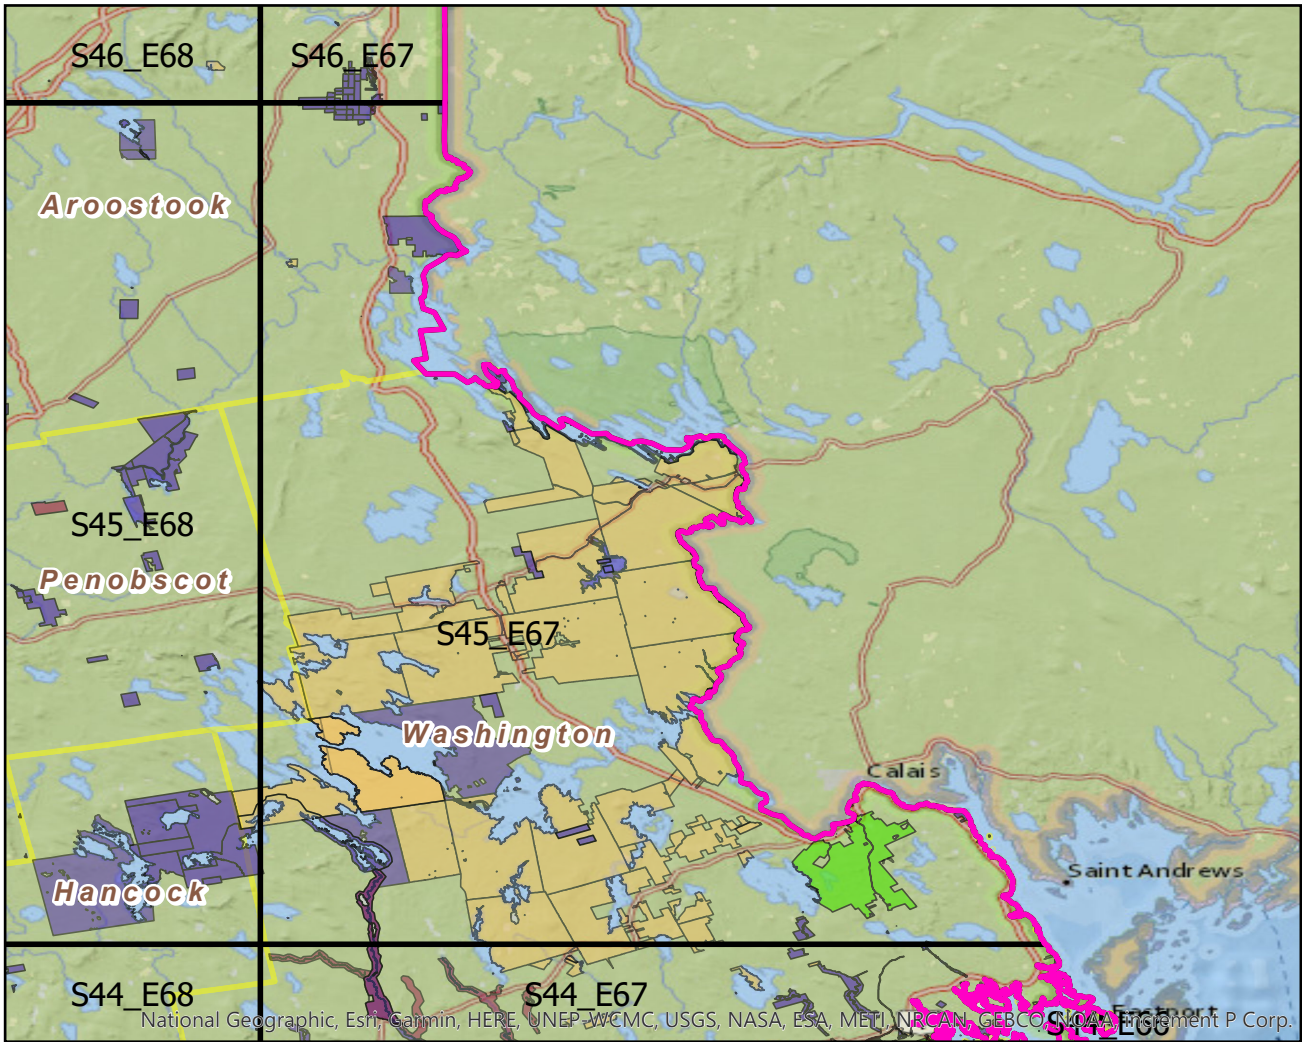 S46_E68
S46_E67
Aroostook
S45_E68
Penobscot
S45_E67
Washington
Calais
Saint Andrews
Hancock
S44_E68
S44_E67
Eastport
National Geographic, Esri, Garmin, HERE, UNEP-WCMC, USGS, NASA, ESA, METI, NRCAN, GEBCO, NOAA, increment P Corp.